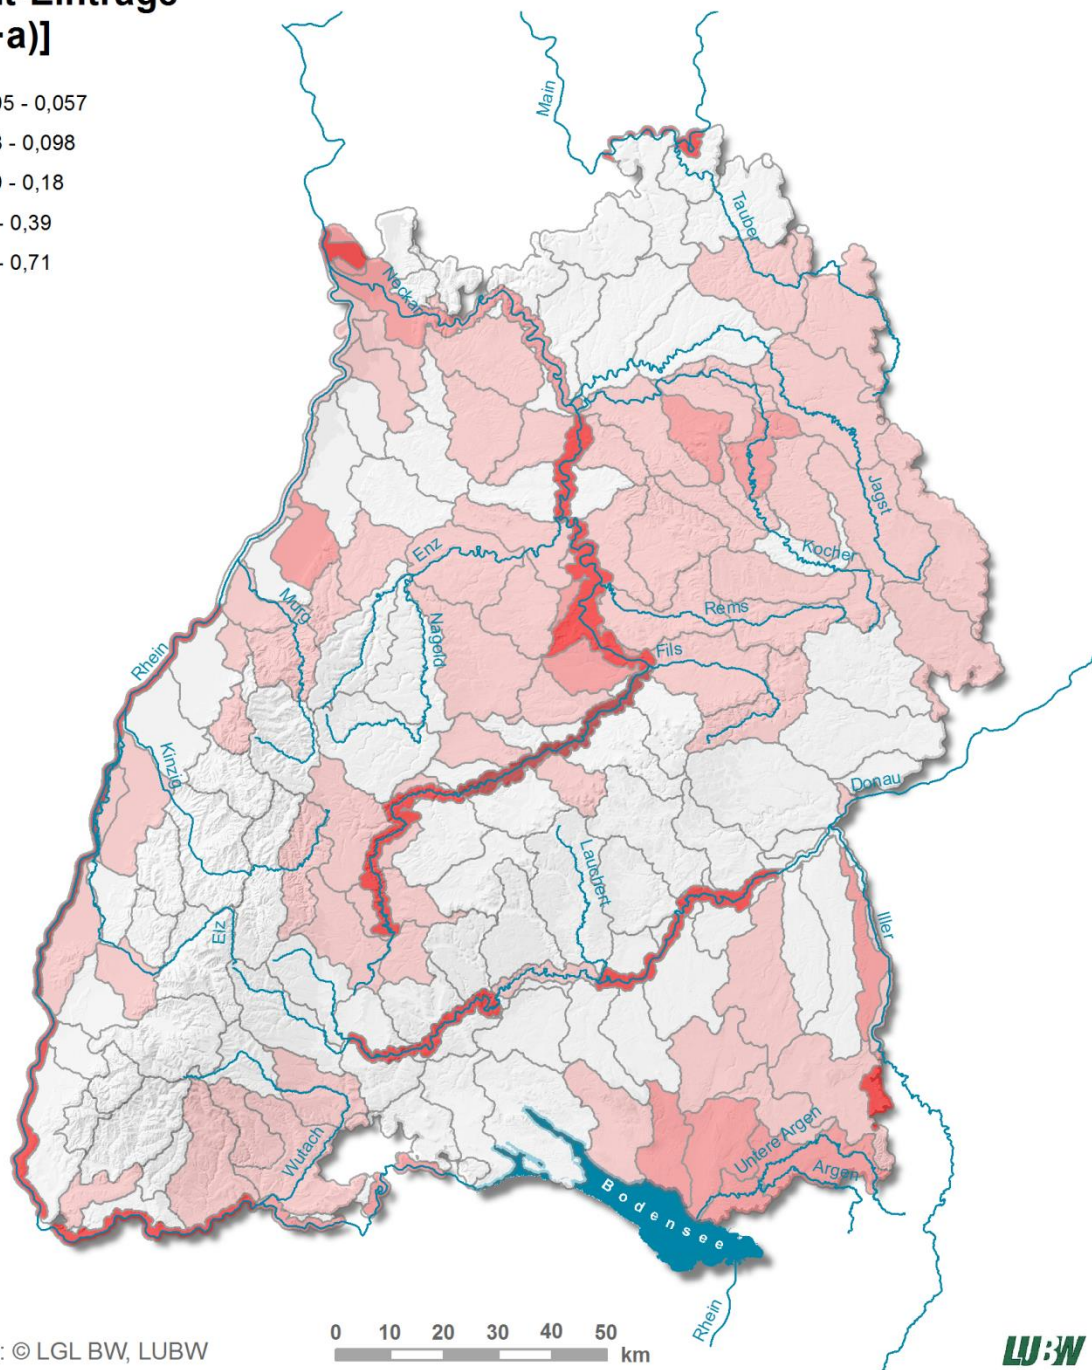 Einträge
·a)]
5 - 0,057
- 0,098
- 0,18
- 0,39
- 0,71
Main
Tauber
Neckar
Jagst
Enz
Kocher
Murg
Nagold
Rems
Rhein
Fils
Kinzig
Donau
Lauchert
Elz
Iller
Wutach
Untere Argen
Argen
Bodensee
Rhein
0 10 20 30 40 50
km
: © LGL BW, LUBW
LUBW